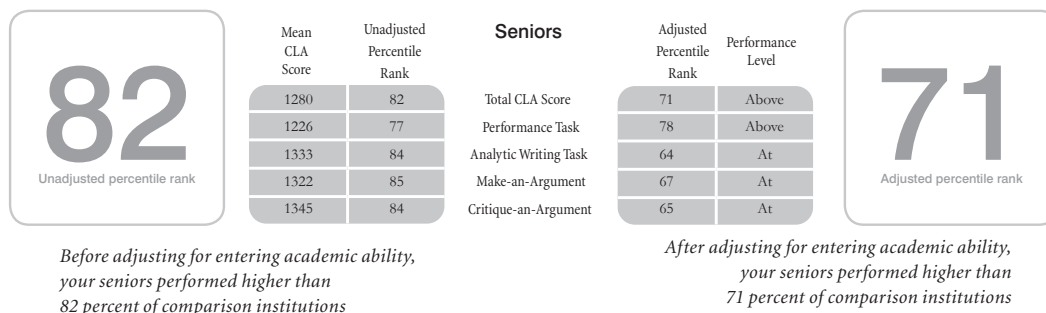 82
Unadjusted percentile rank
Mean
CLA
Score
Unadjusted
Percentile
Rank
Seniors
Adjusted
Percentile
Rank
Performance
Level
1280 82 Total CLA Score 71 Above
1226 77 Performance Task 78 Above
1333 84 Analytic Writing Task 64 At
1322 85 Make-an-Argument 67 At
1345 84 Critique-an-Argument 65 At
71
Adjusted percentile rank
Before adjusting for entering academic ability,
your seniors performed higher than
82 percent of comparison institutions
After adjusting for entering academic ability,
your seniors performed higher than
71 percent of comparison institutions